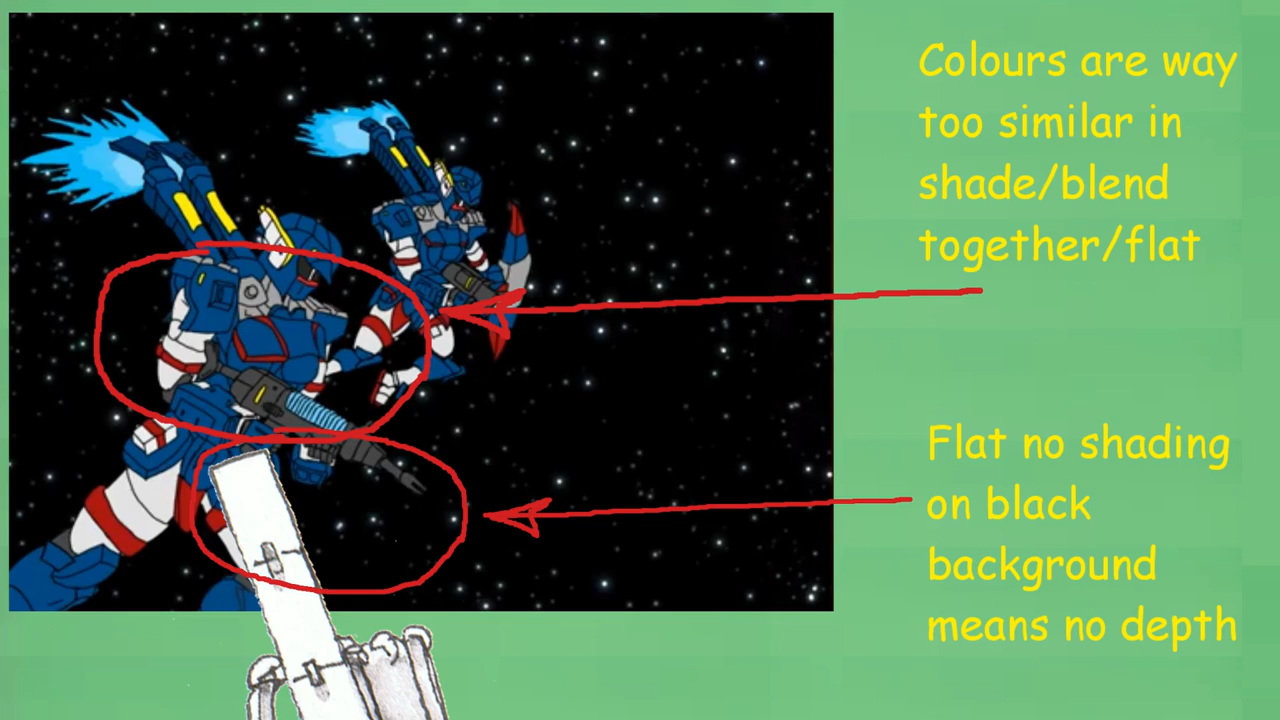 Colours are way
too similar in
shade/blend
together/flat
Flat no shading
on black
background
means no depth